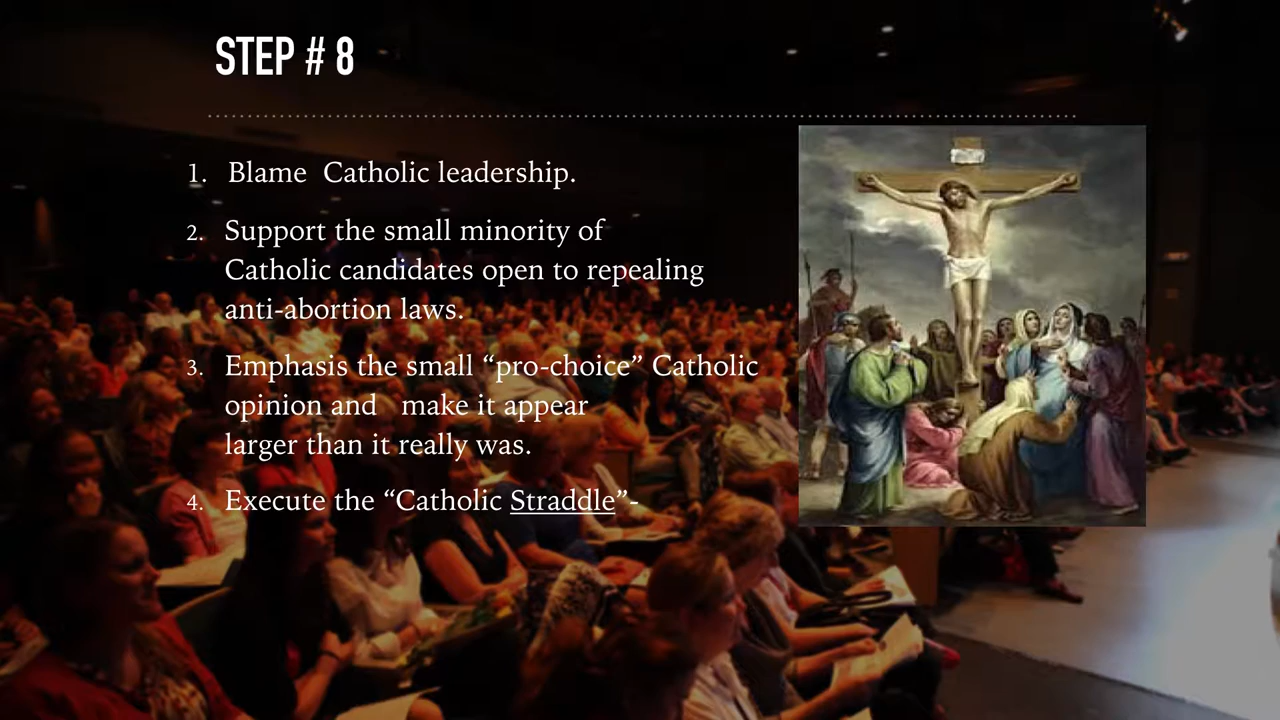 STEP # 8
1. Blame Catholic leadership.
2. Support the small minority of
Catholic candidates open to repealing
anti-abortion laws.
3. Emphasis the small “pro-choice” Catholic
opinion and make it appear
larger than it really was.
4. Execute the “Catholic Straddle”-